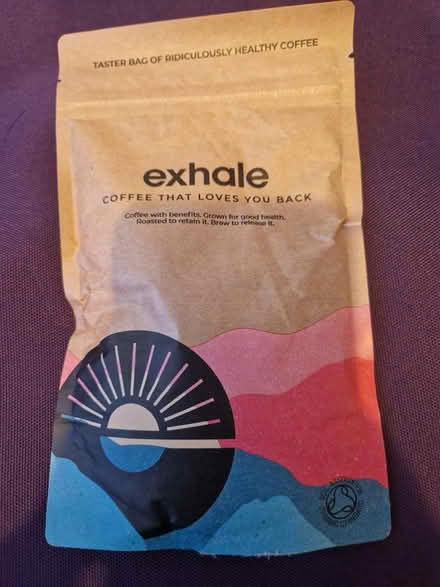 TASTER BAG OF RIDICULOUSLY HEALTHY COFFEE
exhale
COFFEE THAT LOVES YOU BACK
Coffee with benefits. Grown for good health.
Roasted to retain it. Brew to release it.